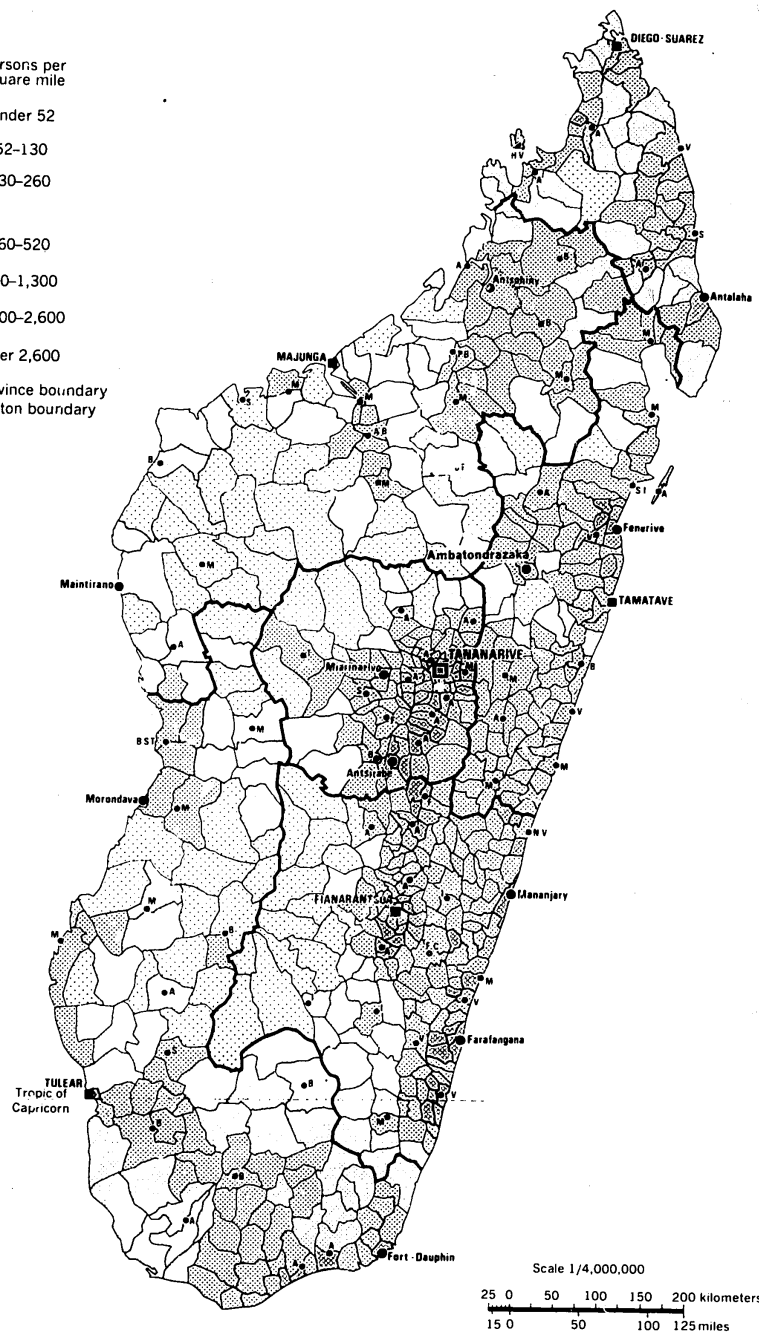 rsons per
uare mile
nder 52
52–130
30–260
60–520
0–1,300
00–2,600
er 2,600
vince boundary
ton boundary
DIEGO-SUAREZ
A
V
H V
A
S
A
B
A
Antsohihy
Antalaha
B
M
MAJUNGA
P B
M
M
M
S
M
M
A B
B
M
A
S I
A
Fenerive
V
Ambatondrazaka
M
Maintirano
TAMATAVE
A
A
A
TANANARIVE
T
Miarinarivo
M
B
A
M
S
A
V
A
A
M
B S T
B
B
M
Antsirabe
M
Morondava
M
A
A
A
N V
A
M
FIANARANTSOA
I
Mananjary
M
B
A
F C
M
A
V
I
S
V
Farafangana
TULEAR
B
Tropic of
Capricorn
V
M
B
B
A
A
A
Fort-Dauphin
Scale 1/4,000,000
25 0 50 100 150 200 kilometers
15 0 50 100 125 miles